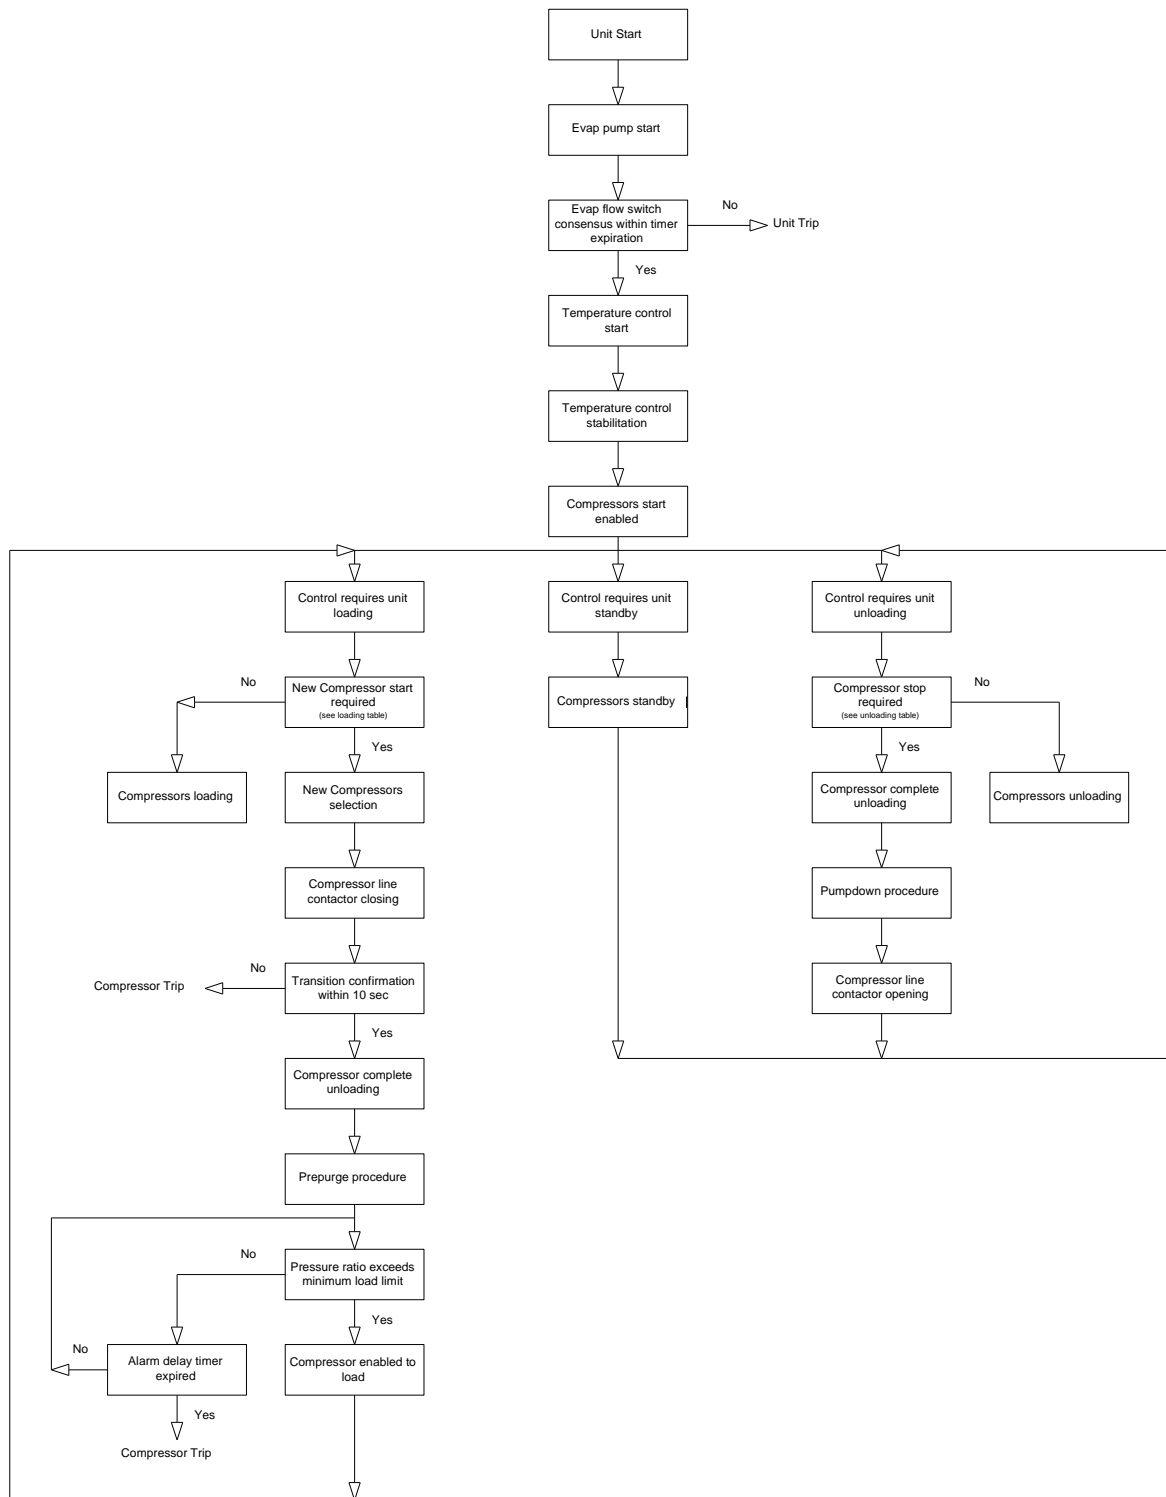 Unit Start
Evap pump start
Evap flow switch
consensus within timer
expiration
No
Unit Trip
Yes
Temperature control
start
Temperature control
stabilitation
Compressors start
enabled
Control requires unit
loading
Control requires unit
standby
Control requires unit
unloading
No
New Compressor start
required
(see loading table)
Compressors standby
Compressor stop
required
(see unloading table)
No
Yes
Yes
Compressors loading
New Compressors
selection
Compressor complete
unloading
Compressors unloading
Compressor line
contactor closing
Pumpdown procedure
Compressor Trip
No
Transition confirmation
within 10 sec
Compressor line
contactor opening
Yes
Compressor complete
unloading
Prepurge procedure
No
Pressure ratio exceeds
minimum load limit
Yes
No
Alarm delay timer
expired
Compressor enabled to
load
Yes
Compressor Trip